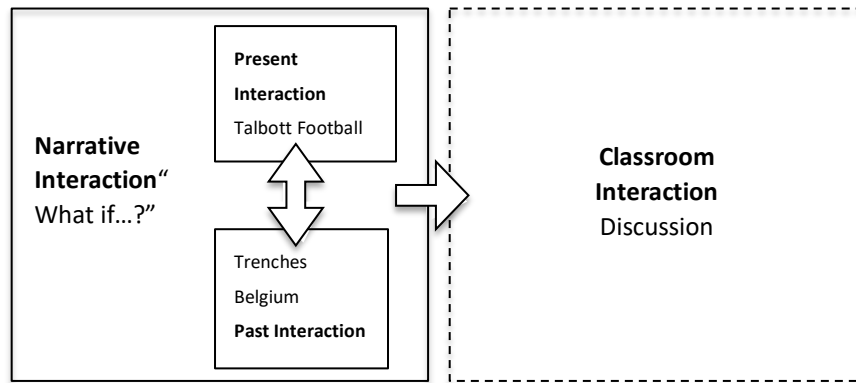 Present
Interaction
Talbott Football
Narrative
Interaction“
What if…?”
Trenches
Belgium
Past Interaction
Classroom
Interaction
Discussion